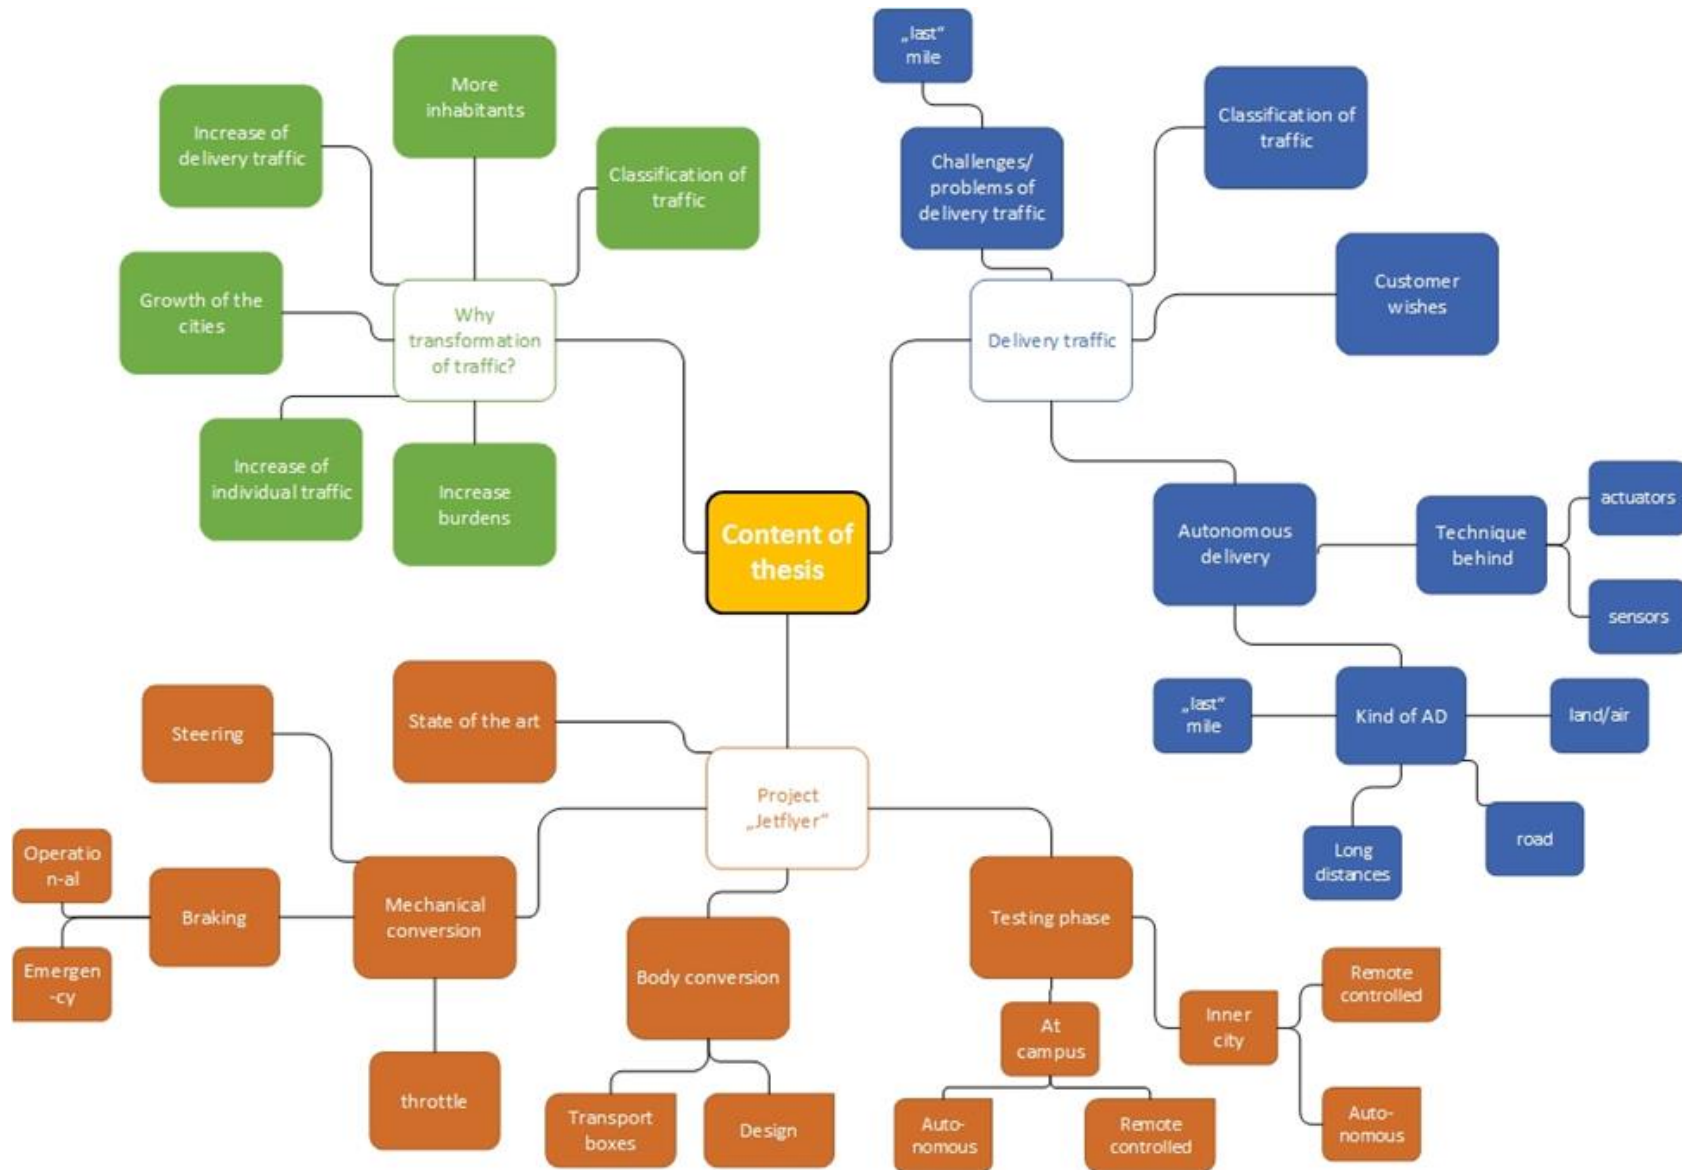 „last“
mile
More
inhabitants
Increase of
delivery traffic
Classification of
traffic
Challenges/
problems of
delivery traffic
Classification of
traffic
Growth of the
cities
Why
transformation
of traffic?
Delivery traffic
Customer
wishes
Increase of
individual traffic
Increase
burdens
Content of
thesis
Autonomous
delivery
Technique
behind
actuators
sensors
„last“
mile
Kind of AD
land/air
Long
distances
road
Steering
State of the art
Project
„Jetflyer“
Operatio
n-al
Emergen
-cy
Braking
Mechanical
conversion
throttle
Body conversion
Transport
boxes
Design
Testing phase
At
campus
Auto-
nomous
Remote
controlled
Inner
city
Remote
controlled
Auto-
nomous